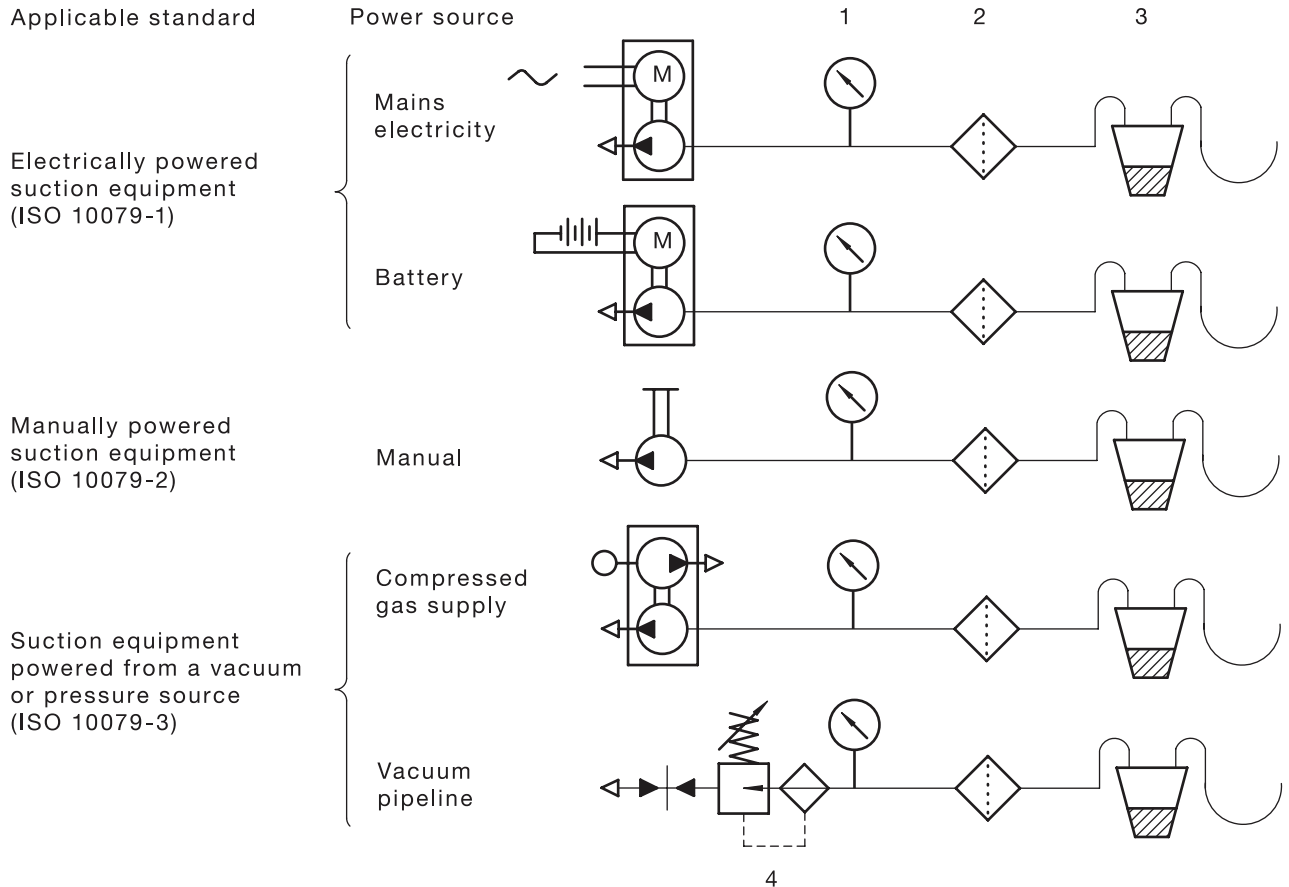 Applicable standard
Power source
1
2
3
Electrically powered
suction equipment
(ISO 10079-1)
Mains
electricity
M
Battery
M
Manually powered
suction equipment
(ISO 10079-2)
Manual
Suction equipment
powered from a vacuum
or pressure source
(ISO 10079-3)
Compressed
gas supply
Vacuum
pipeline
4